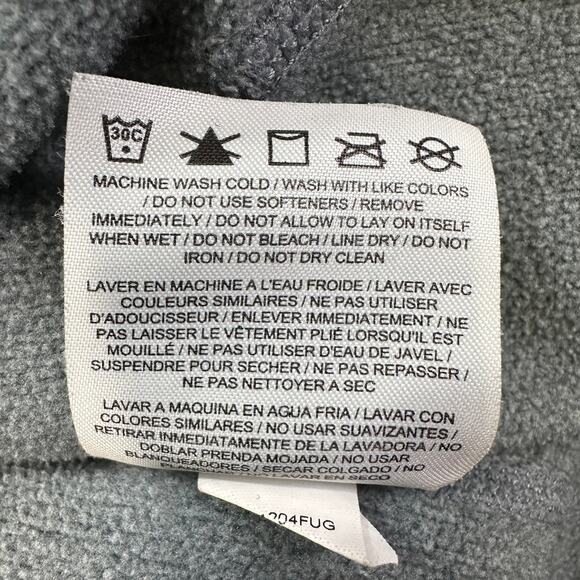 30C
MACHINE WASH COLD / WASH WITH LIKE COLORS
/ DO NOT USE SOFTENERS / REMOVE
IMMEDIATELY / DO NOT ALLOW TO LAY ON ITSELF
WHEN WET / DO NOT BLEACH / LINE DRY / DO NOT
IRON / DO NOT DRY CLEAN
LAVER EN MACHINE A L'EAU FROIDE / LAVER AVEC
COULEURS SIMILAIRES / NE PAS UTILISER
D'ADOUCISSEUR / ENLEVER IMMEDIATEMENT / NE
PAS LAISSER LE VÊTEMENT PLIÉ LORSQU'IL EST
MOUILLÉ / NE PAS UTILISER D'EAU DE JAVEL /
SUSPENDRE POUR SECHER / NE PAS REPASSER /
NE PAS NETTOYER A SEC
LAVAR A MAQUINA EN AGUA FRIA / LAVAR CON
COLORES SIMILARES / NO USAR SUAVIZANTES /
RETIRAR INMEDIATAMENTE DE LA LAVADORA / NO
DOBLAR PRENDA MOJADA / NO USAR
BLANQUEADORES / SECAR COLGADO / NO
EN SECO
1204FUG